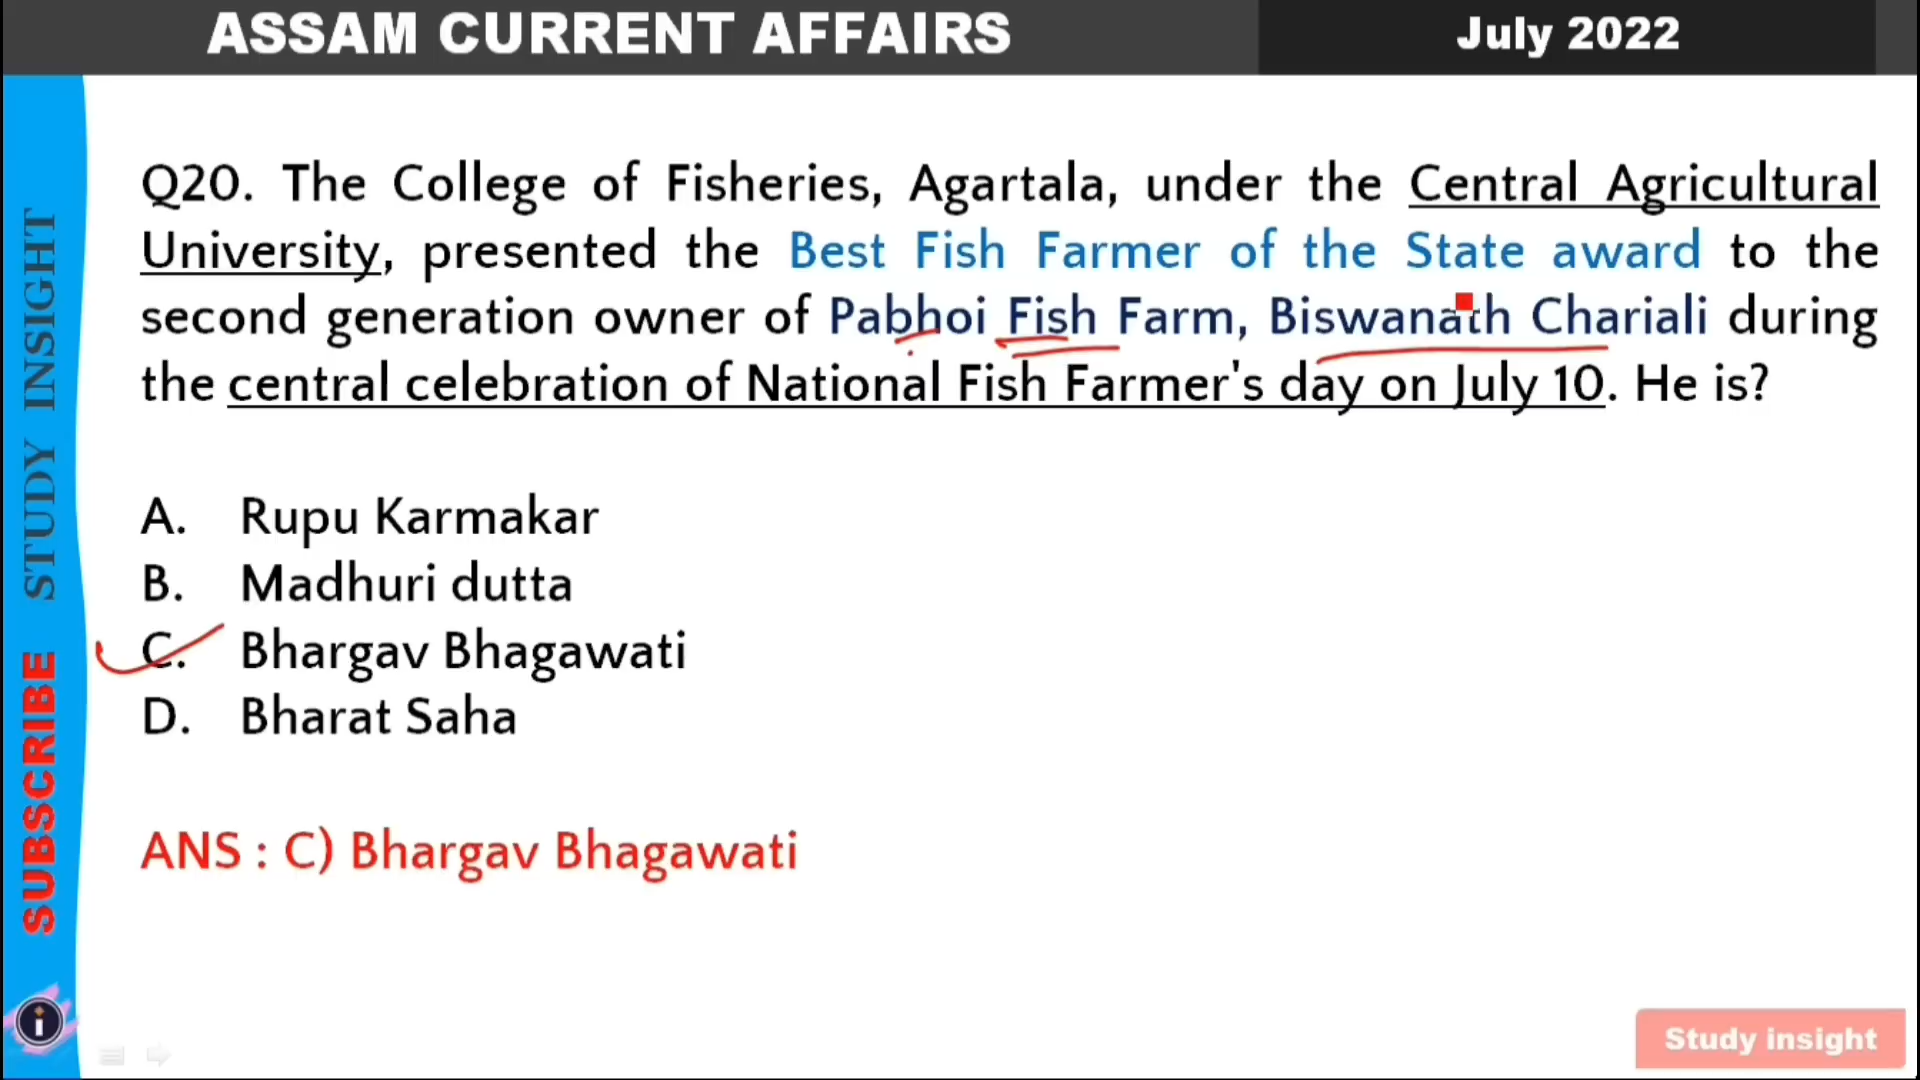 ASSAM CURRENT AFFAIRS
July 2022
Q20. The College of Fisheries, Agartala, under the Central Agricultural
University, presented the Best Fish Farmer of the State award to the
second generation owner of Pabhoi Fish Farm, Biswanath Chariali during
the central celebration of National Fish Farmer's day on July 10. He is?
A. Rupu Karmakar
B. Madhuri dutta
C. Bhargav Bhagawati
D. Bharat Saha
ANS : C) Bhargav Bhagawati
SUBSCRIBE STUDY INSIGHT
i
Study insight